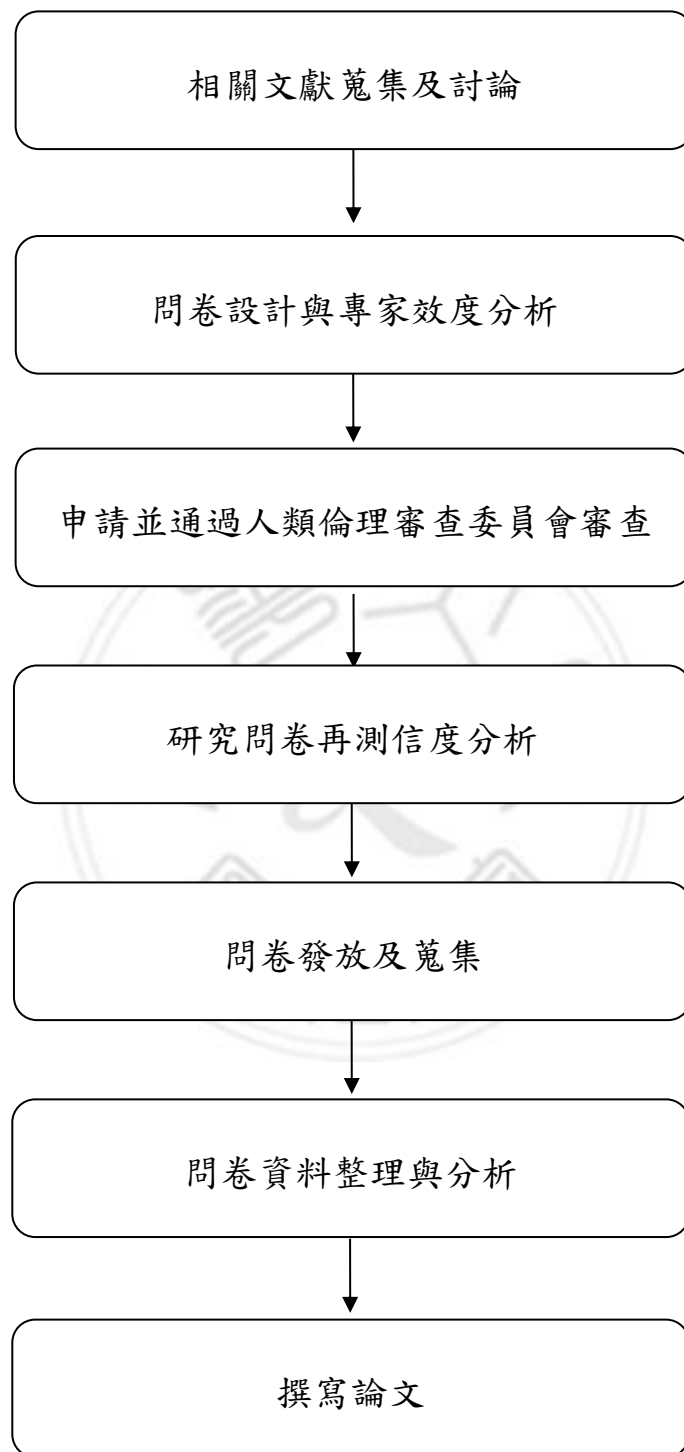 相關文獻蒐集及討論
問卷設計與專家效度分析
申請並通過人類倫理審查委員會審查
研究問卷再測信度分析
問卷發放及蒐集
問卷資料整理與分析
撰寫論文